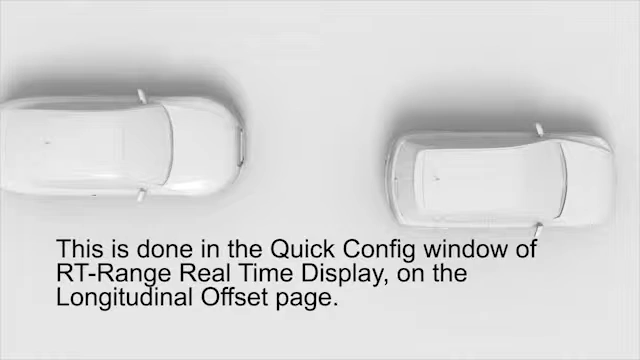 This is done in the Quick Config window of
RT-Range Real Time Display, on the
Longitudinal Offset page.